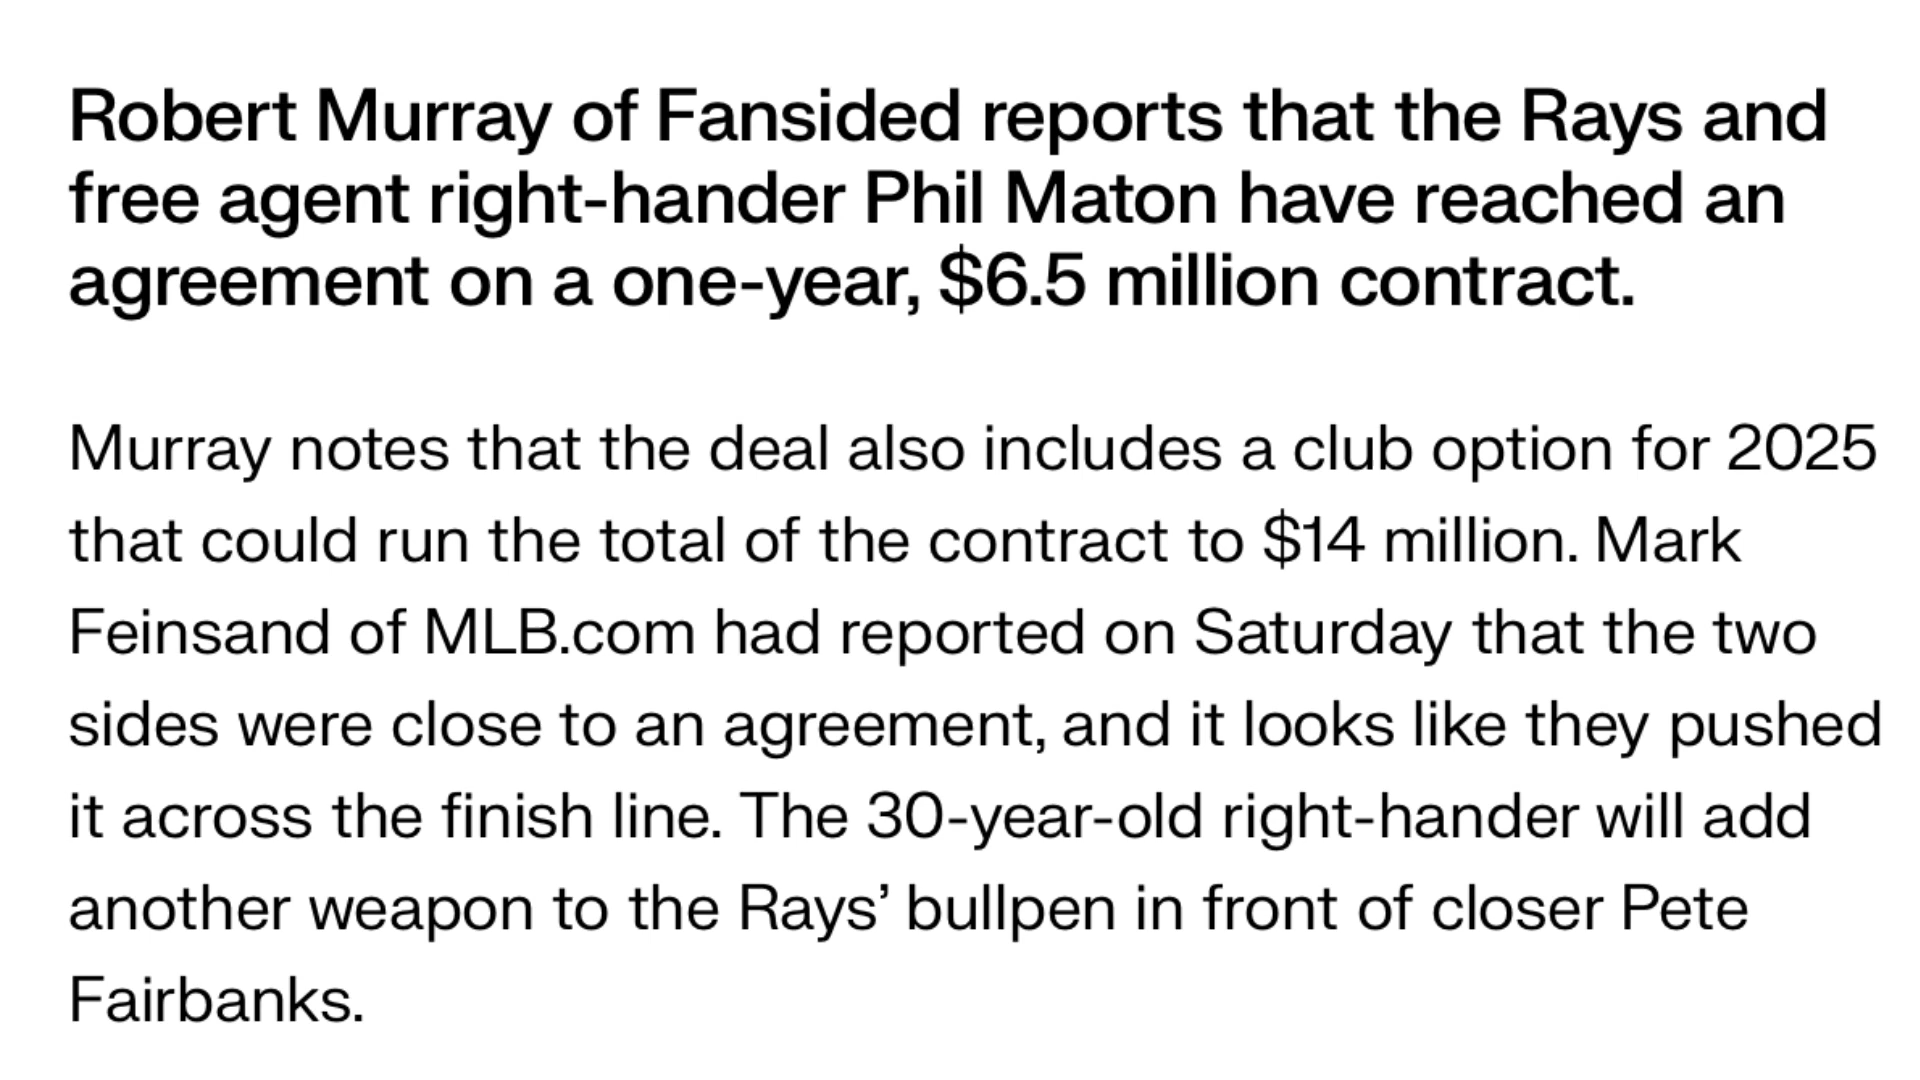 Robert Murray of Fansided reports that the Rays and
free agent right-hander Phil Maton have reached an
agreement on a one-year, $6.5 million contract.
Murray notes that the deal also includes a club option for 2025
that could run the total of the contract to $14 million. Mark
Feinsand of MLB.com had reported on Saturday that the two
sides were close to an agreement, and it looks like they pushed
it across the finish line. The 30-year-old right-hander will add
another weapon to the Rays’ bullpen in front of closer Pete
Fairbanks.